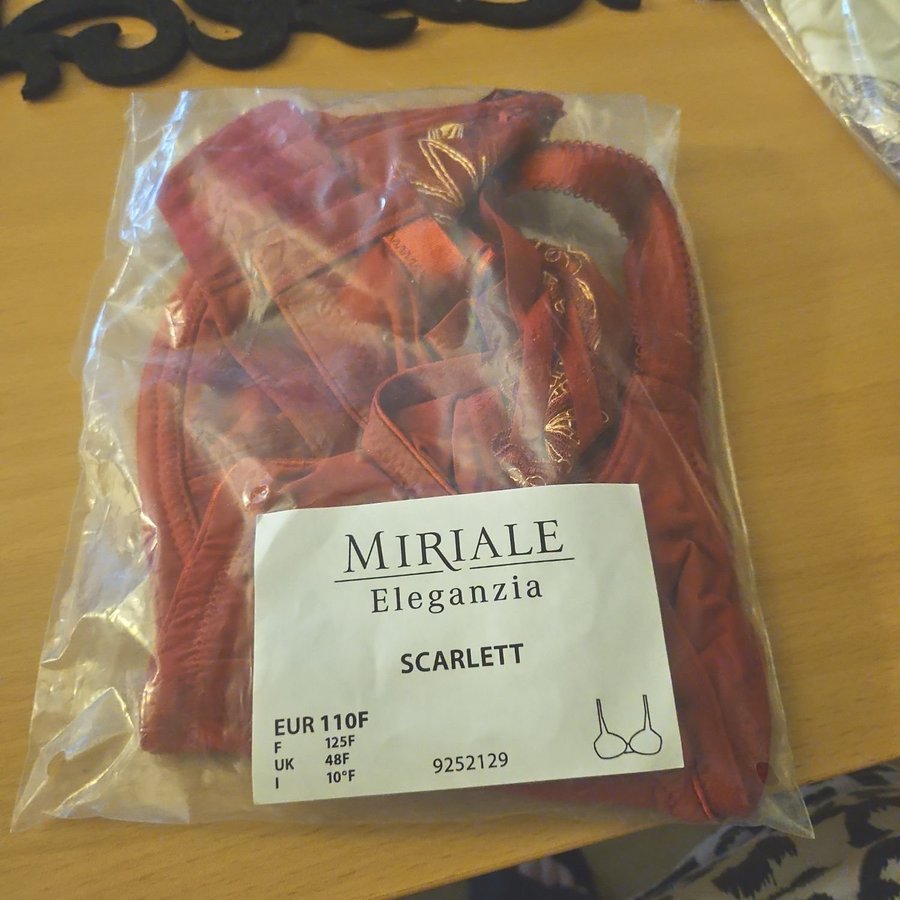 MIRIALE
Eleganzia
SCARLETT
EUR 110F
F 125F
UK 48F
I 10°F
9252129